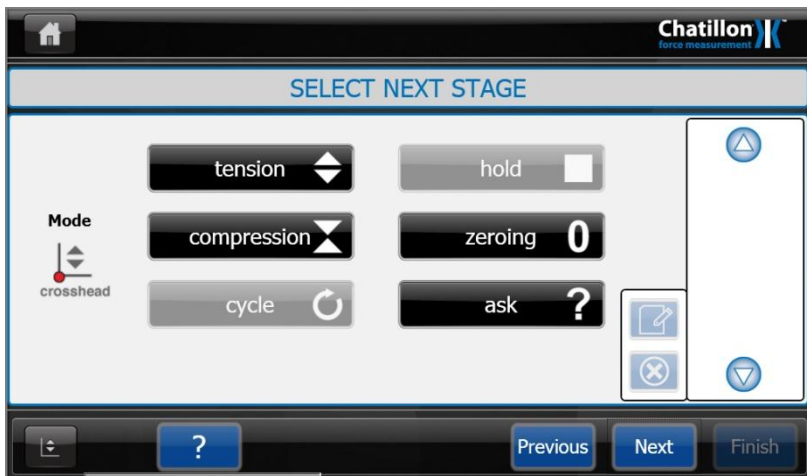 Chatillon
force measurement
SELECT NEXT STAGE
tension
hold
Mode
compression
zeroing 0
crosshead
cycle
ask ?
?
Previous
Next
Finish